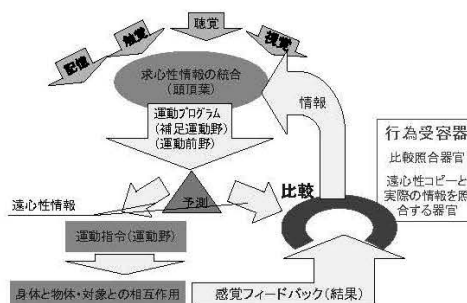 記憶
触覚
聴覚
視覚
求心性情報の統合
(頭頂葉)
情報
運動プログラム
(補足運動野)
(運動前野)
行為受容器
比較照合器官
遠心性コピーと
実際の情報を照
合する器官
予測
比較
遠心性情報
運動指令(運動野)
身体と物体・対象との相互作用
感覚フィードバック(結果)